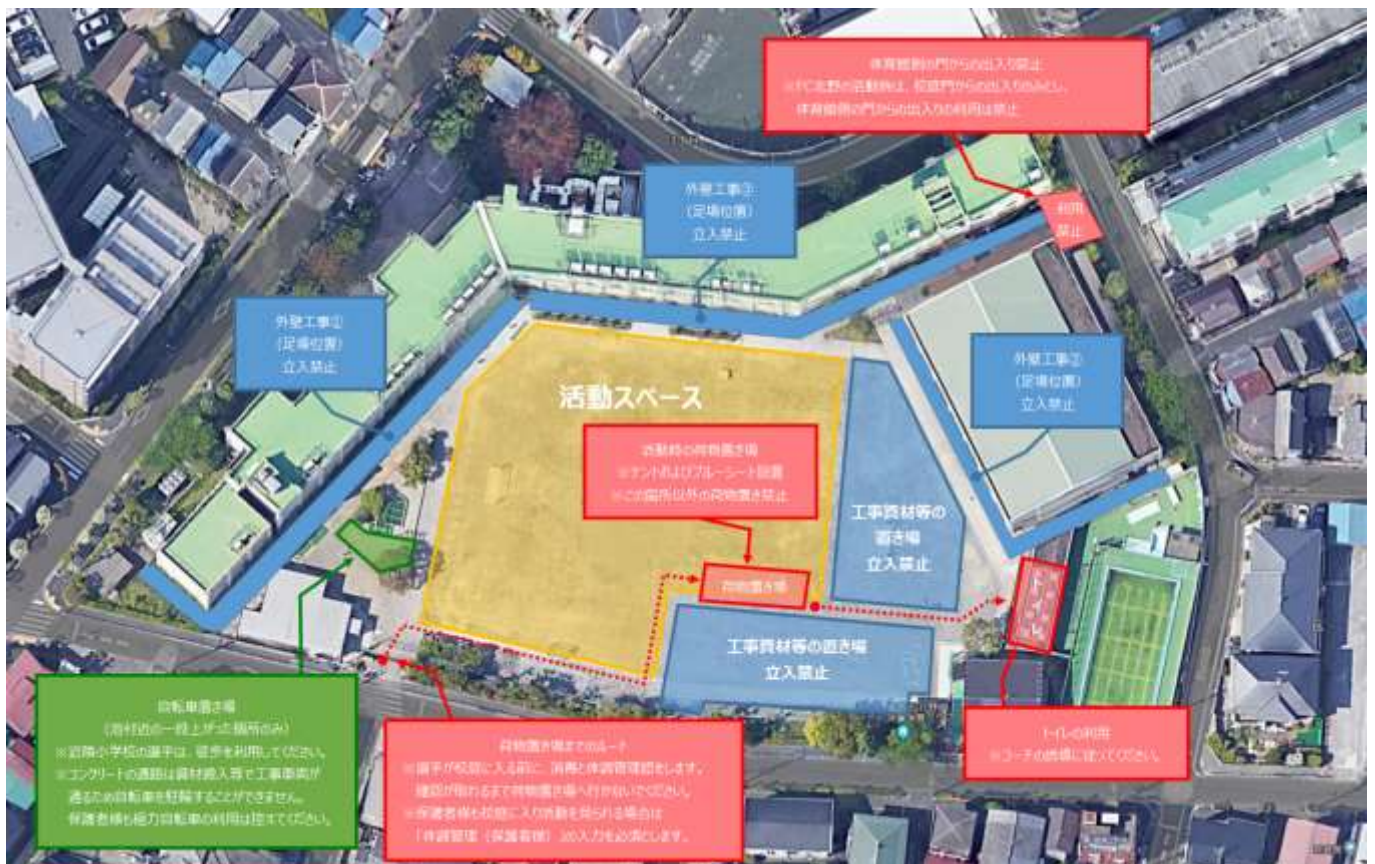 体育館側の門からの出入り禁止
※FC北野の活動時は、校庭門からの出入りのみとし、
体育館側の門からの出入りの利用は禁止
利用
禁止
外壁工事③
（足場位置）
立入禁止
外壁工事②
（足場位置）
立入禁止
外壁工事②
（足場位置）
立入禁止
活動スペース
活動時の荷物置き場
※テントおよびブルーシート設置
※この箇所以外の荷物置き禁止
荷物置き場
工事資材等の
置き場
立入禁止
工事資材等の置き場
立入禁止
トイレ
トイレの利用
※コーチの誘導に従ってください。
自転車置き場
（沿付近の一段上がった箇所のみ）
※近隣小学校の選手は、徒歩を利用してください。
※コンクリートの通路は資材搬入等で工事車両が
通るため自転車を駐輪することができません。
保護者様も極力自転車の利用は控えてください。
荷物置き場までのルート
※選手が校庭に入る前に、消毒と体調管理確認をします。
確認が取れるまで荷物置き場へ行かないでください。
※保護者様も校庭に入り活動を見られる場合は
「体調管理（保護者様）」の入力を必須とします。